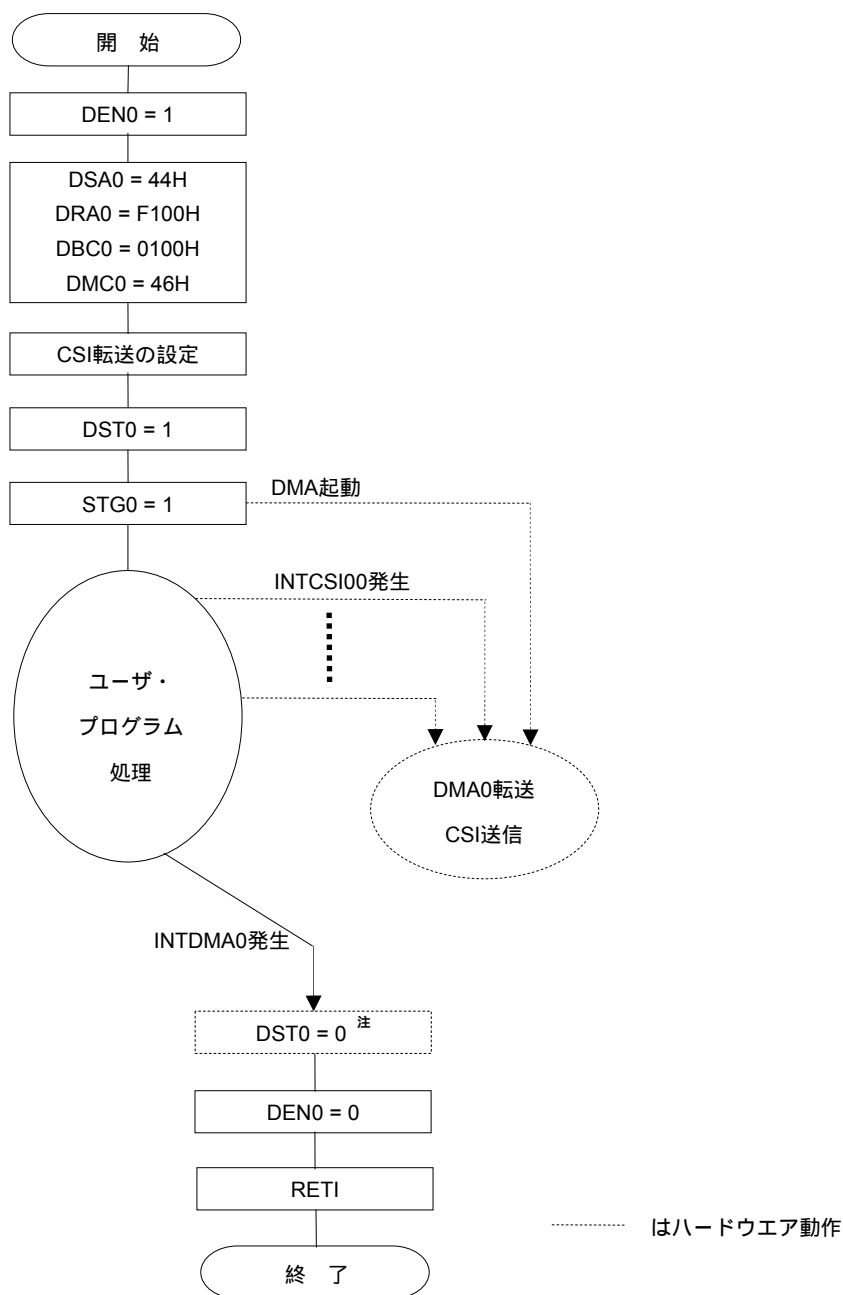 開　始
DEN0 = 1
DSA0 = 44H
DRA0 = F100H
DBC0 = 0100H
DMC0 = 46H
CSI転送の設定
DST0 = 1
STG0 = 1
DMA起動
INTCSI00発生
ユーザ・
プログラム
処理
DMA0転送
CSI送信
INTDMA0発生
DST0 = 0 注
DEN0 = 0
RETI
はハードウエア動作
終　了